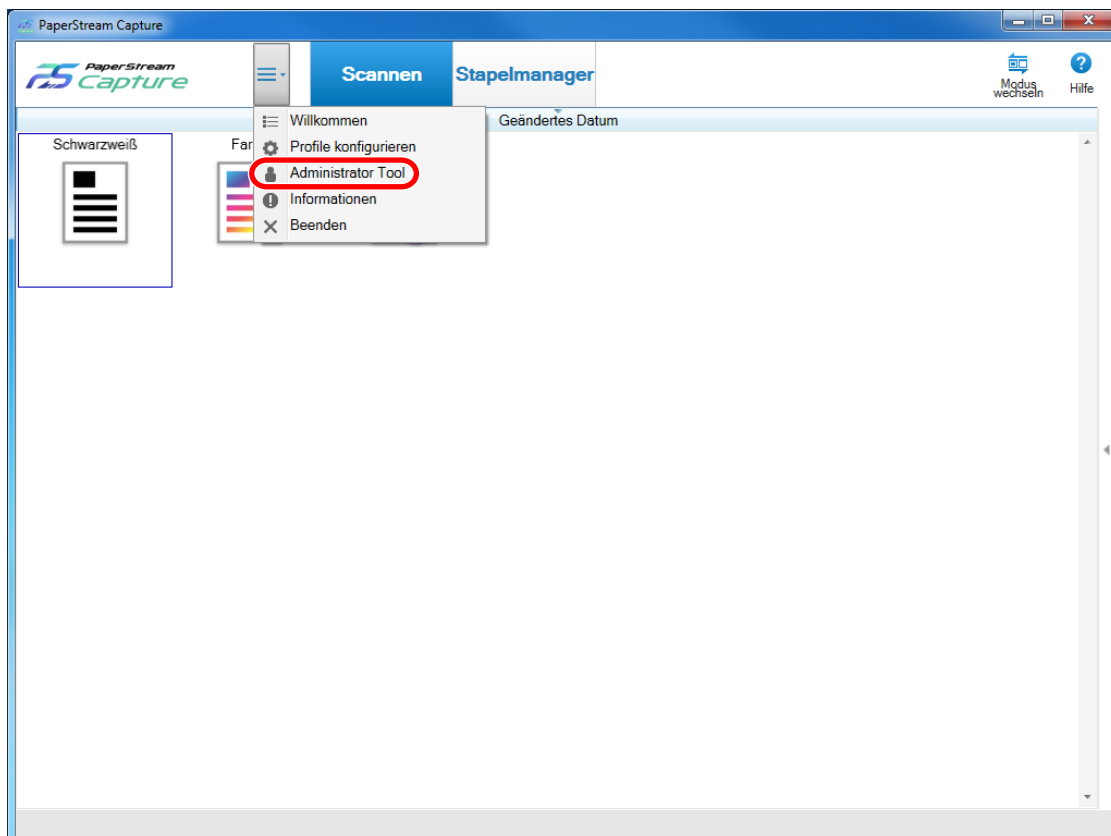 PaperStream Capture
PaperStream
Capture
Scannen
Stapelmanager
Modus
wechseln
Hilfe
Geändertes Datum
Willkommen
Profile konfigurieren
Administrator Tool
Informationen
Beenden
Schwarzweiß